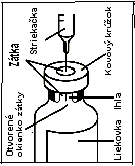 Zátka
Striekačka
Kovový krúžok
Otvorené
okienko zátky
Ihla
Liekovka